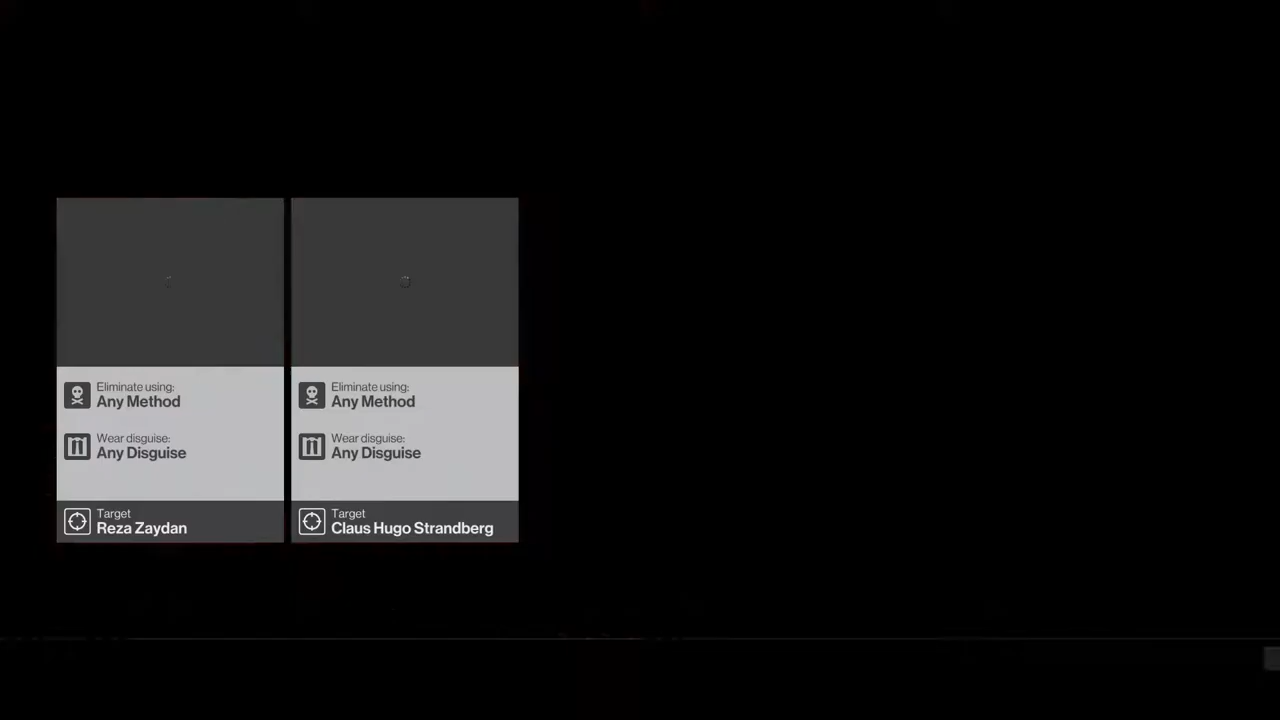 Eliminate using:
Any Method
Wear disguise:
Any Disguise
Target
Reza Zaydan
Eliminate using:
Any Method
Wear disguise:
Any Disguise
Target
Claus Hugo Strandberg